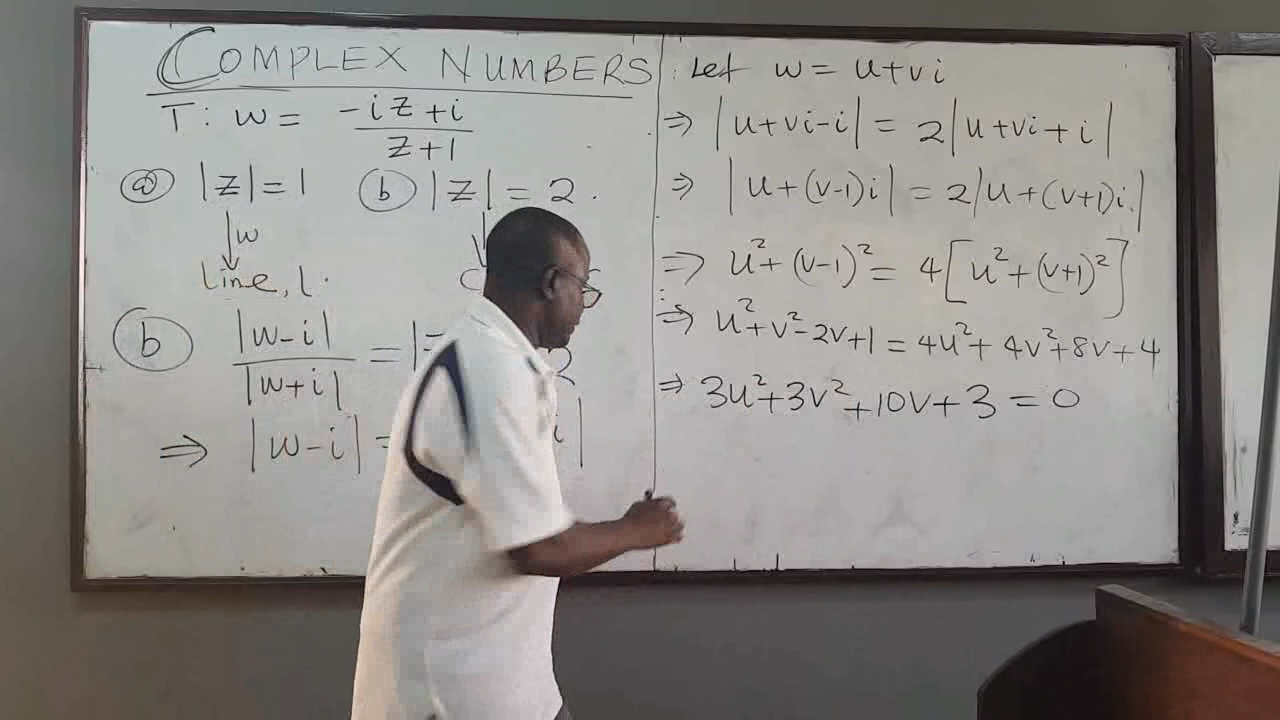 COMPLEX NUMBERS
T: w = -iz+i / z+1
(a) |z|=1 (b) |z|=2.
w
Line, l.
(b) |w-i| / |w+i| = | 2
⇒ |w-i| = i|
: Let w = u+vi
⇒ |u+vi-i| = 2|u+vi+i|
⇒ |u+(v-1)i| = 2|u+(v+1)i.|
⇒ u²+(v-1)² = 4[u²+(v+1)²]
⇒ u²+v²-2v+1 = 4u²+4v²+8v+4
⇒ 3u²+3v²+10v+3 = 0